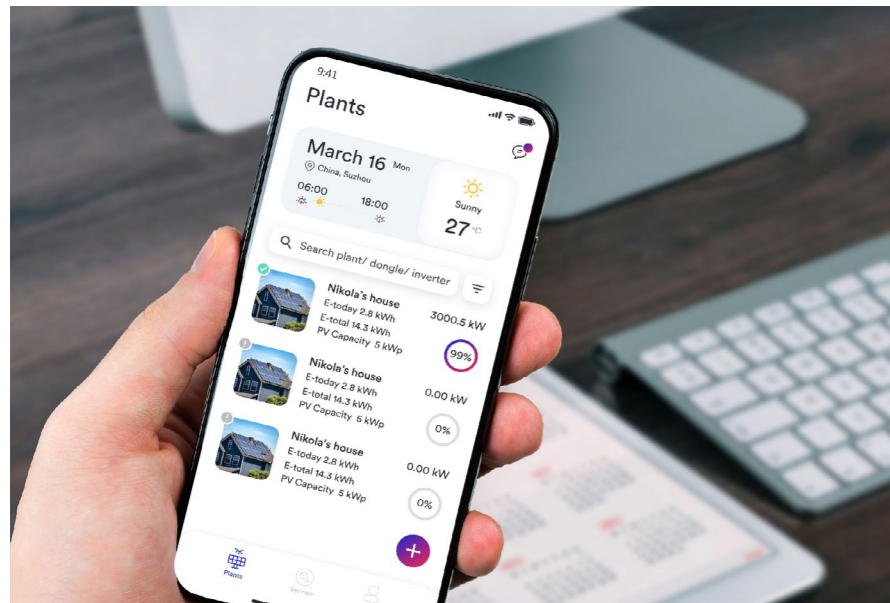 9:41
Plants
March 16 Mon
China, Suzhou
06:00
18:00
Sunny
27 °C
Search plant/ dongle/ inverter
Nikola's house
E-today 2.8 kWh
E-total 14.3 kWh
PV Capacity 5 kWp
3000.5 kW
99%
Nikola's house
E-today 2.8 kWh
E-total 14.3 kWh
PV Capacity 5 kWp
0.00 kW
0%
Nikola's house
E-today 2.8 kWh
E-total 14.3 kWh
PV Capacity 5 kWp
0.00 kW
0%
+
Plants
Service